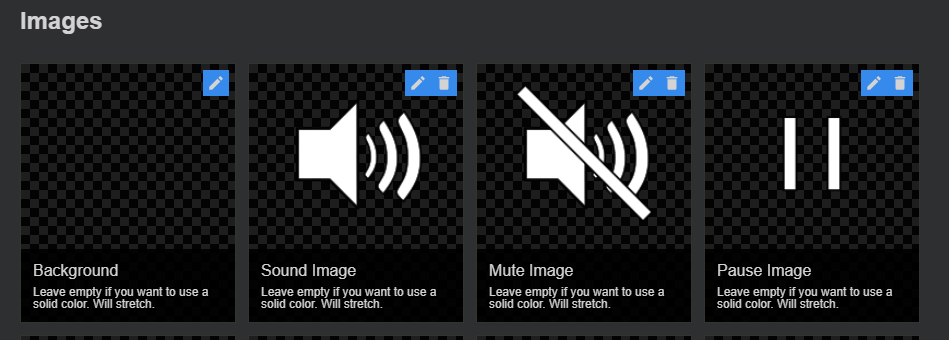 Images
Background
Leave empty if you want to use a
solid color. Will stretch.
Sound Image
Leave empty if you want to use a
solid color. Will stretch.
Mute Image
Leave empty if you want to use a
solid color. Will stretch.
Pause Image
Leave empty if you want to use a
solid color. Will stretch.